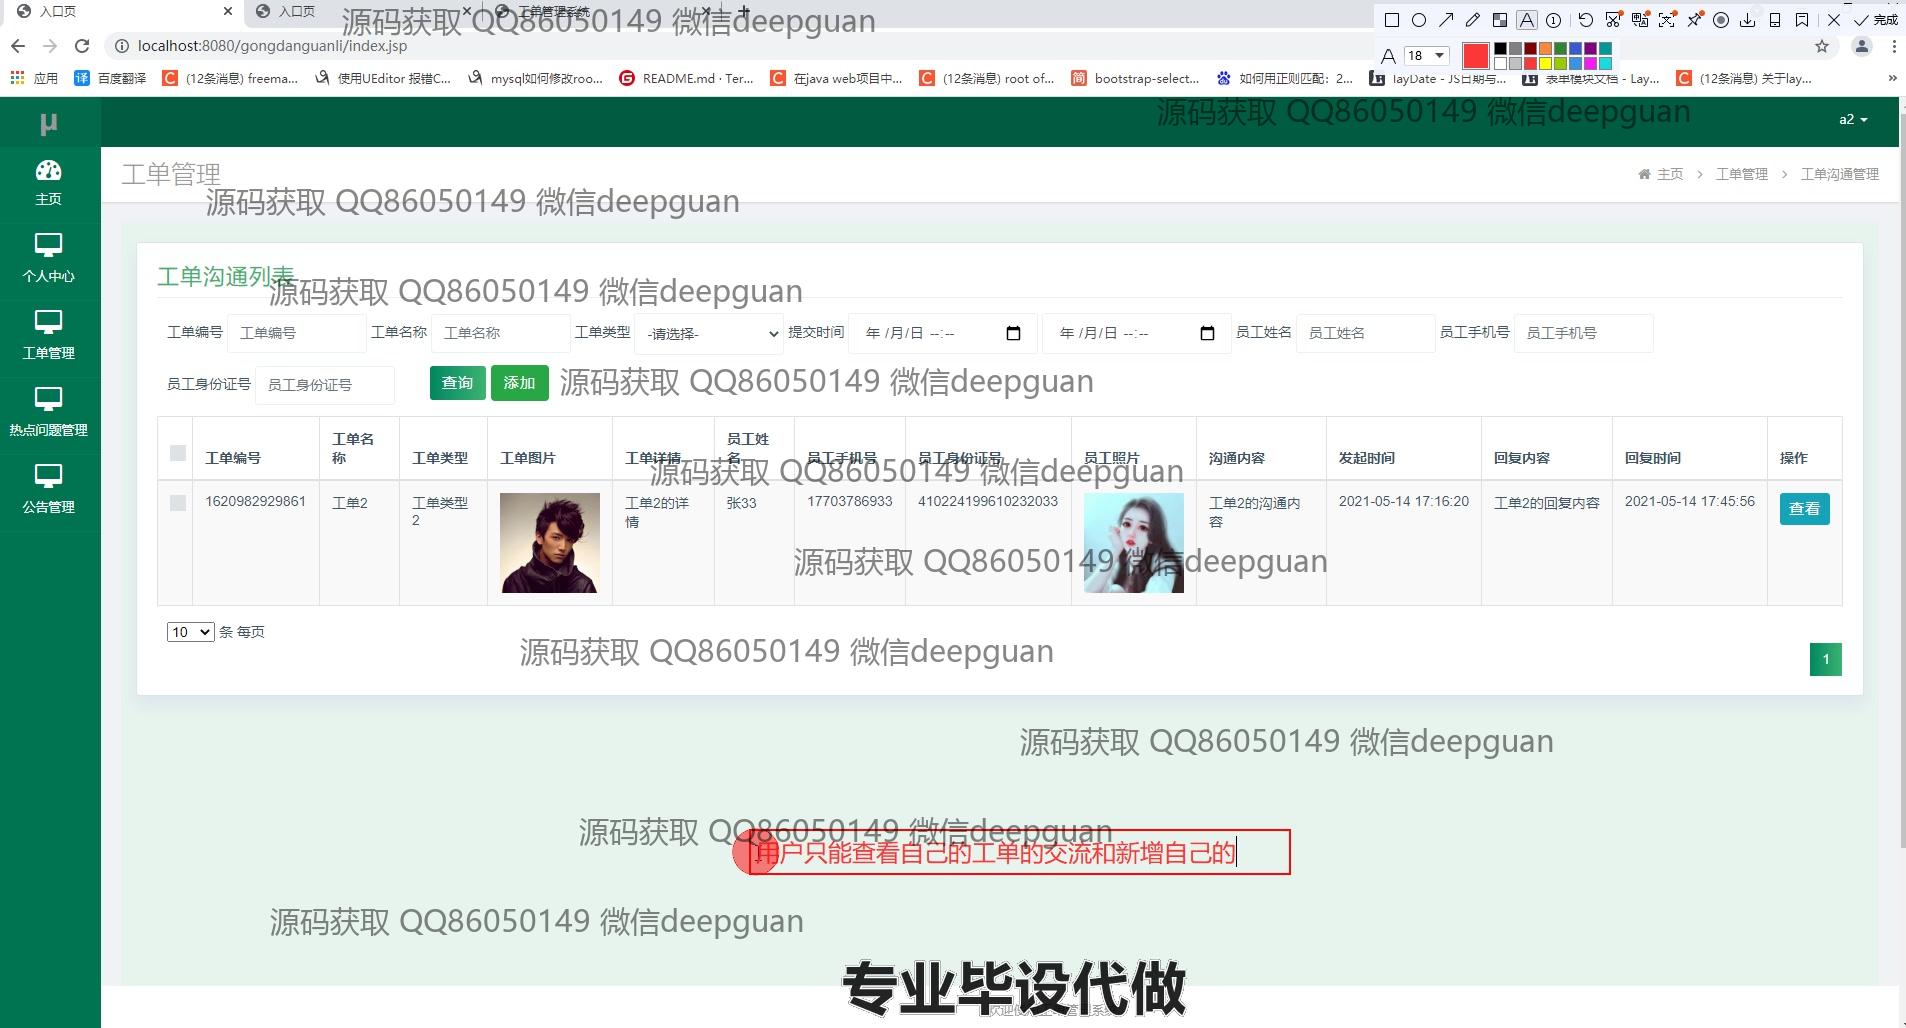 入口页
入口页
工单管理系统
源码获取 QQ86050149 微信deepguan
完成
localhost:8080/gongdanguanli/index.jsp
A 18
应用
百度翻译
(12条消息) freema...
使用UEditor 报错C...
mysql如何修改roo...
README.md · Ter...
在java web项目中...
(12条消息) root of...
bootstrap-select...
如何用正则匹配：2...
layDate - JS日期与...
表单模块文档 - Lay...
(12条消息) 关于lay...
μ
源码获取 QQ86050149 微信deepguan
a2
主页
个人中心
工单管理
热点问题管理
公告管理
工单管理
主页 > 工单管理 > 工单沟通管理
源码获取 QQ86050149 微信deepguan
工单沟通列表
源码获取 QQ86050149 微信deepguan
工单编号 工单编号 工单名称 工单名称 工单类型 -请选择- 提交时间 年 /月/日 --:-- 年 /月/日 --:-- 员工姓名 员工姓名 员工手机号 员工手机号
员工身份证号 员工身份证号 查询 添加
源码获取 QQ86050149 微信deepguan
工单编号 工单名称 工单类型 工单图片 工单详情 员工姓名 员工手机号 员工身份证号 员工照片 沟通内容 发起时间 回复内容 回复时间 操作
源码获取 QQ86050149 微信deepguan
1620982929861 工单2 工单类型2 工单2的详情 张33 17703786933 410224199610232033 工单2的沟通内容 2021-05-14 17:16:20 工单2的回复内容 2021-05-14 17:45:56 查看
源码获取 QQ86050149 微信deepguan
10 条 每页
源码获取 QQ86050149 微信deepguan
1
源码获取 QQ86050149 微信deepguan
源码获取 QQ86050149 微信deepguan
用户只能查看自己的工单的交流和新增自己的
源码获取 QQ86050149 微信deepguan
专业毕设代做